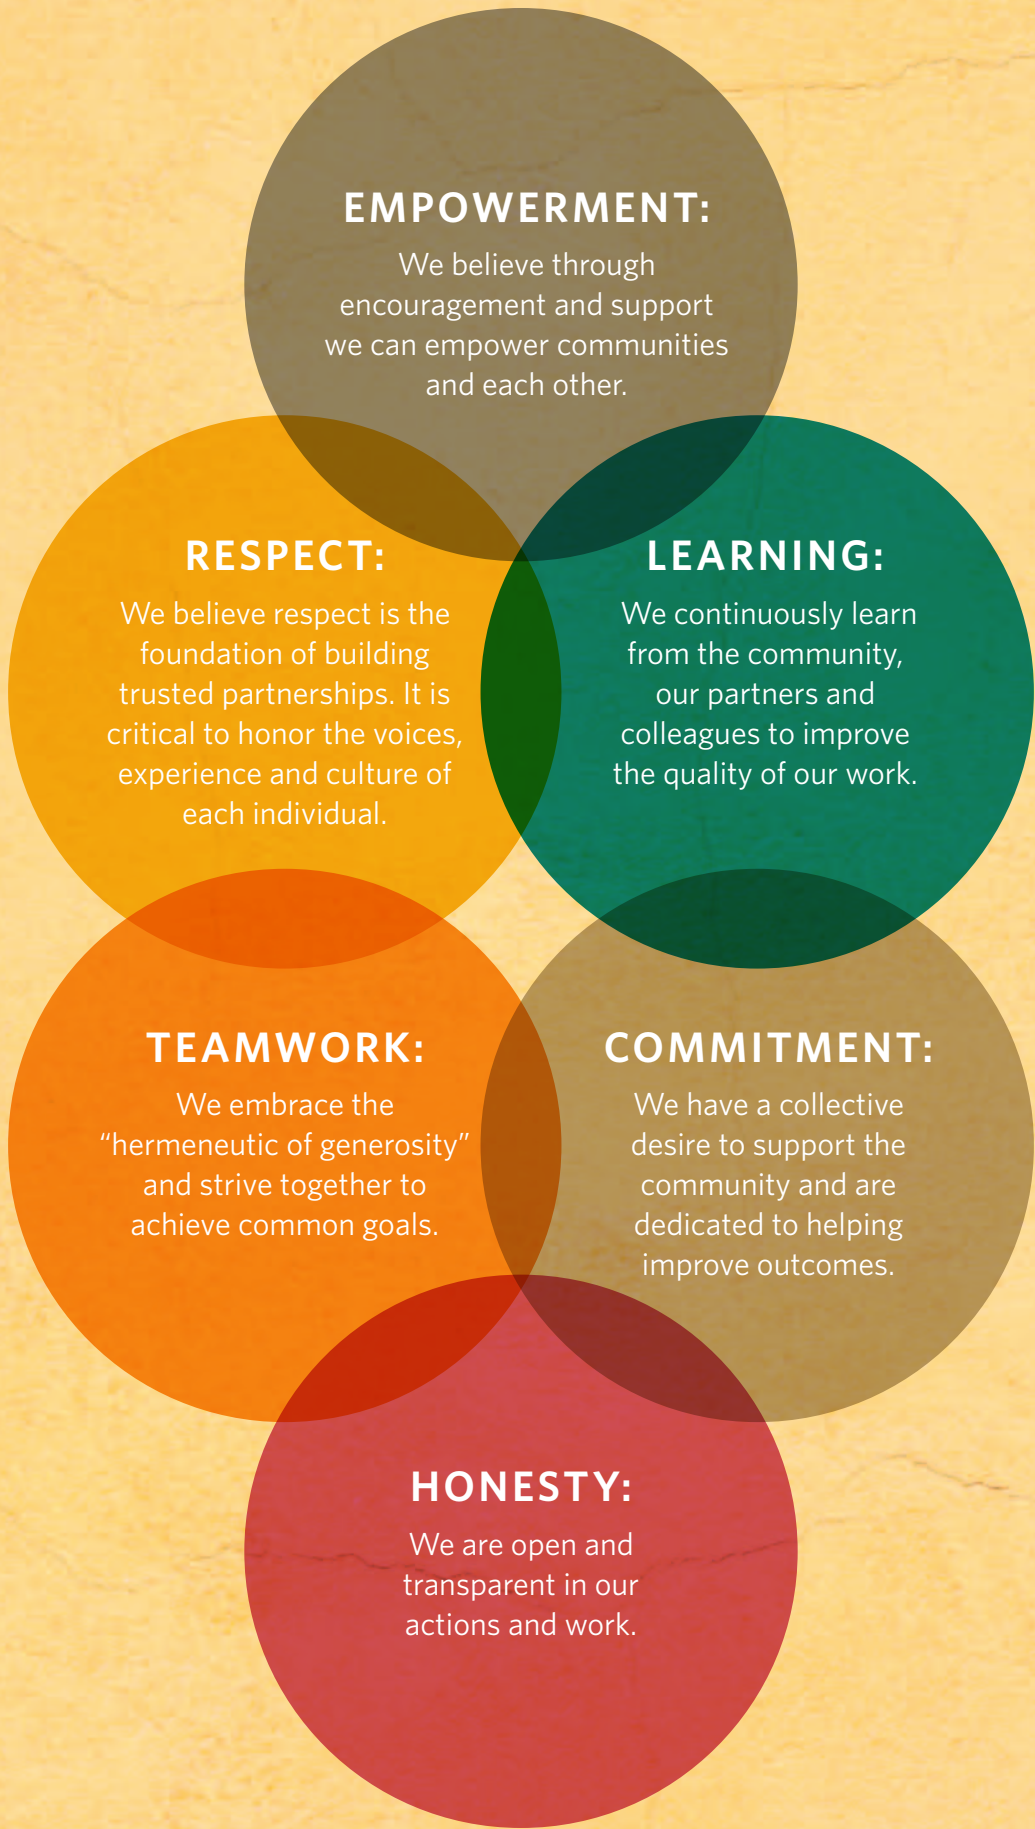 EMPOWERMENT:
We believe through
encouragement and support
we can empower communities
and each other.
RESPECT:
We believe respect is the
foundation of building
trusted partnerships. It is
critical to honor the voices,
experience and culture of
each individual.
LEARNING:
We continuously learn
from the community,
our partners and
colleagues to improve
the quality of our work.
TEAMWORK:
We embrace the
“hermeneutic of generosity”
and strive together to
achieve common goals.
COMMITMENT:
We have a collective
desire to support the
community and are
dedicated to helping
improve outcomes.
HONESTY:
We are open and
transparent in our
actions and work.